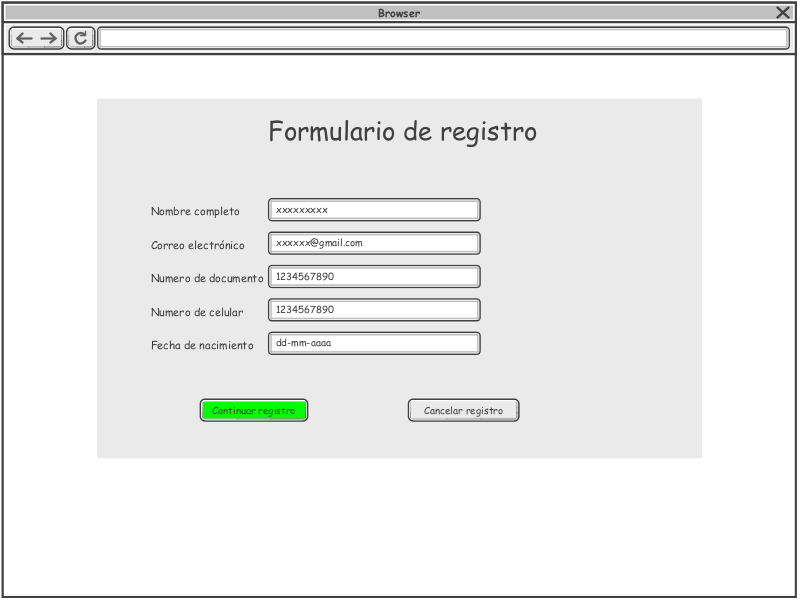 Browser
Formulario de registro
Nombre completo xxxxxxxxx
Correo electrónico xxxxxx@gmail.com
Numero de documento 1234567890
Numero de celular 1234567890
Fecha de nacimiento dd-mm-aaaa
Continuar registro Cancelar registro